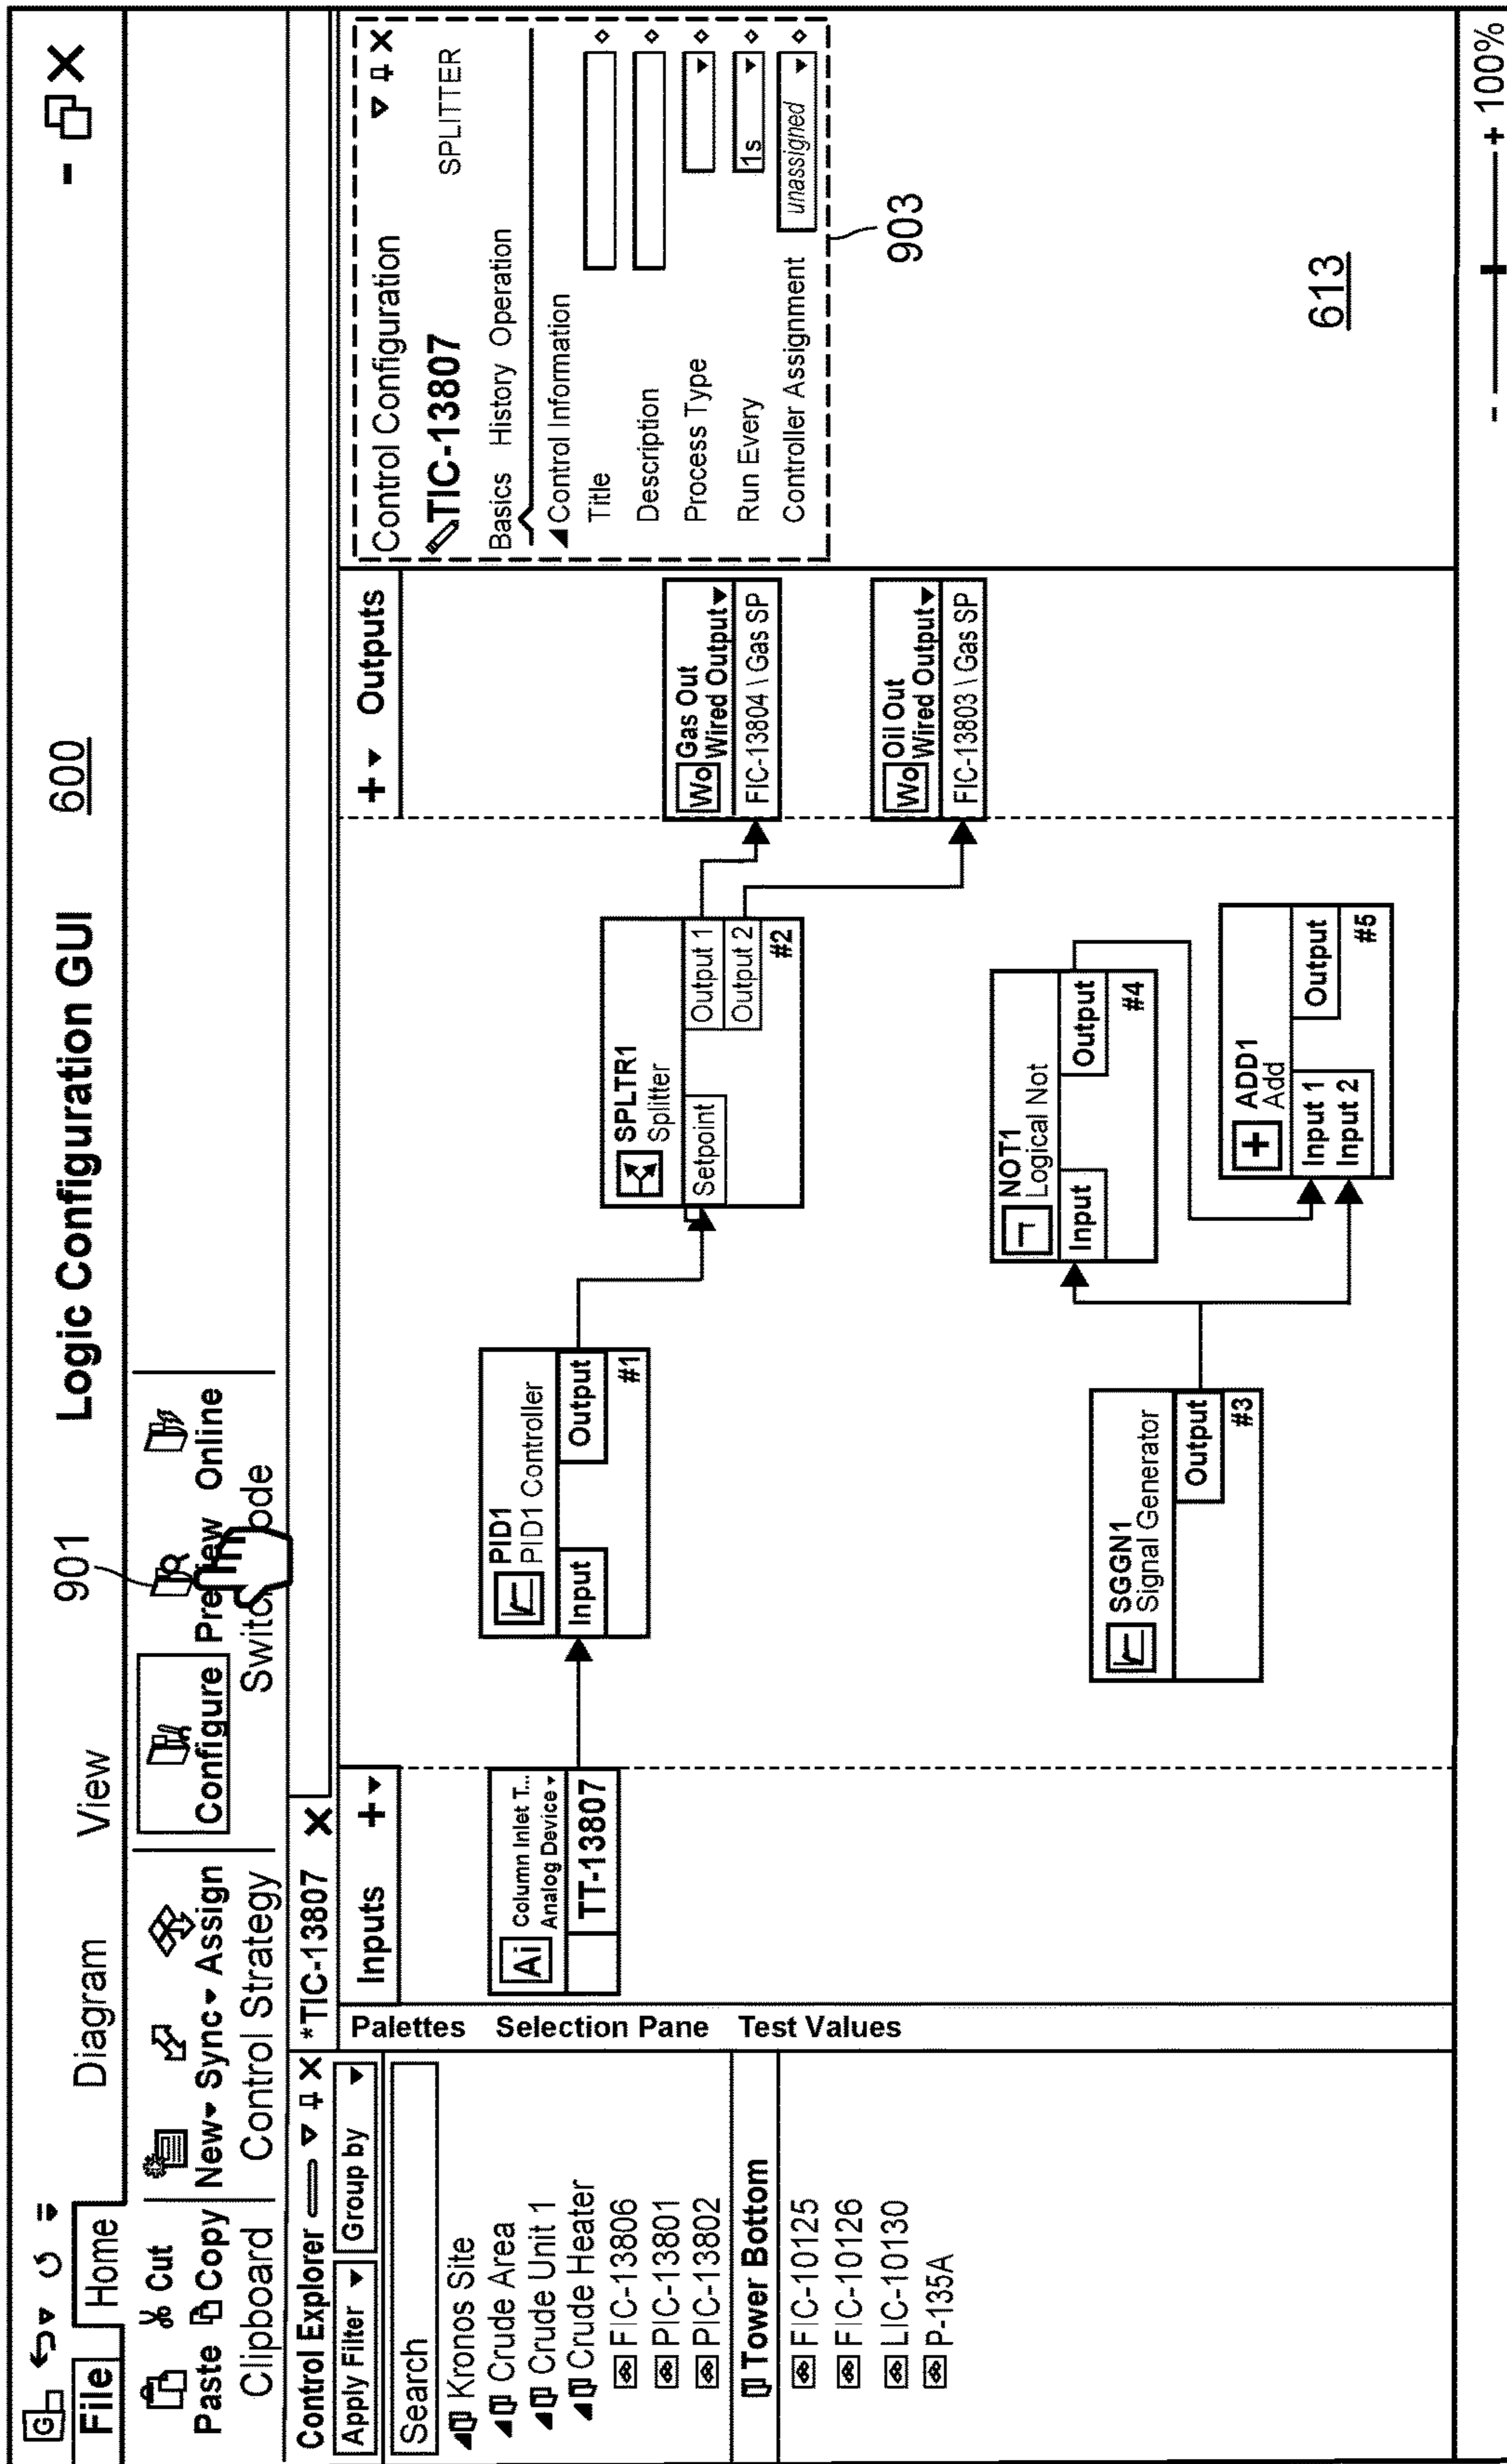 Logic Configuration GUI 600
G
File Home Diagram View 901
Paste Cut Copy
Clipboard
New Sync Assign
Control Strategy
Configure Online
Control Explorer
*TIC-13807
Apply Filter Group by
Search
Kronos Site
Crude Area
Crude Unit 1
Crude Heater
FIC-13806
PIC-13801
PIC-13802
Tower Bottom
FIC-10125
FIC-10126
LIC-10130
P-135A
Palettes Selection Pane Test Values
Inputs +
Ai Column Inlet T...
Analog Device
TT-13807
PID1
PID1 Controller
Input Output
#1
SPLTR1
Splitter
Setpoint Output 1
Output 2
#2
SGGN1
Signal Generator
Output
#3
NOT1
Logical Not
Input Output
#4
+ ADD1
Add
Input 1 Output
Input 2
#5
+ Outputs
Wo Gas Out
Wired Output
FIC-13804 \ Gas SP
Wo Oil Out
Wired Output
FIC-13803 \ Gas SP
Control Configuration
TIC-13807 SPLITTER
Basics History Operation
Control Information
Title
Description
Process Type
Run Every 1s
Controller Assignment unassigned
903
613
- + 100%